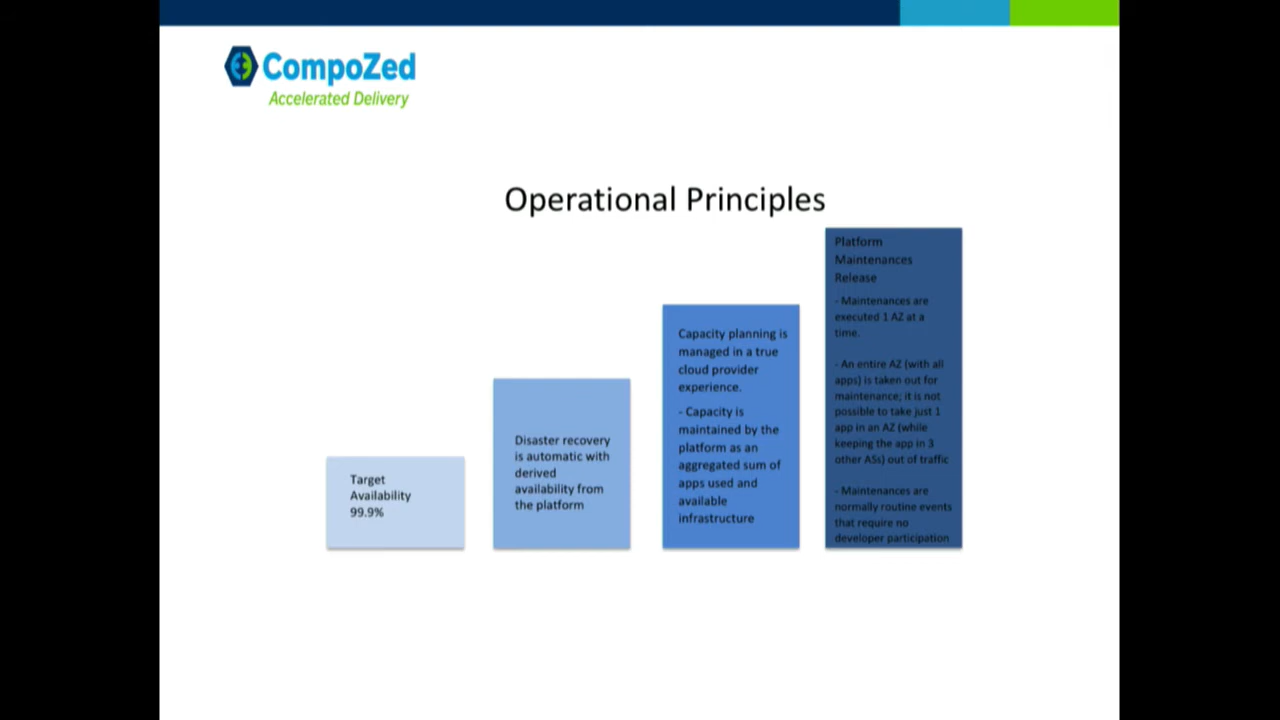 CompoZed
Accelerated Delivery
Operational Principles
Target
Availability
99.9%
Disaster recovery
is automatic with
derived
availability from
the platform
Capacity planning is
managed in a true
cloud provider
experience.
- Capacity is
maintained by the
platform as an
aggregated sum of
apps used and
available
infrastructure
Platform
Maintenances
Release
- Maintenances are
executed 1 AZ at a
time.
- An entire AZ (with all
apps) is taken out for
maintenance; it is not
possible to take just 1
app in an AZ (while
keeping the app in 3
other ASs) out of traffic
- Maintenances are
normally routine events
that require no
developer participation